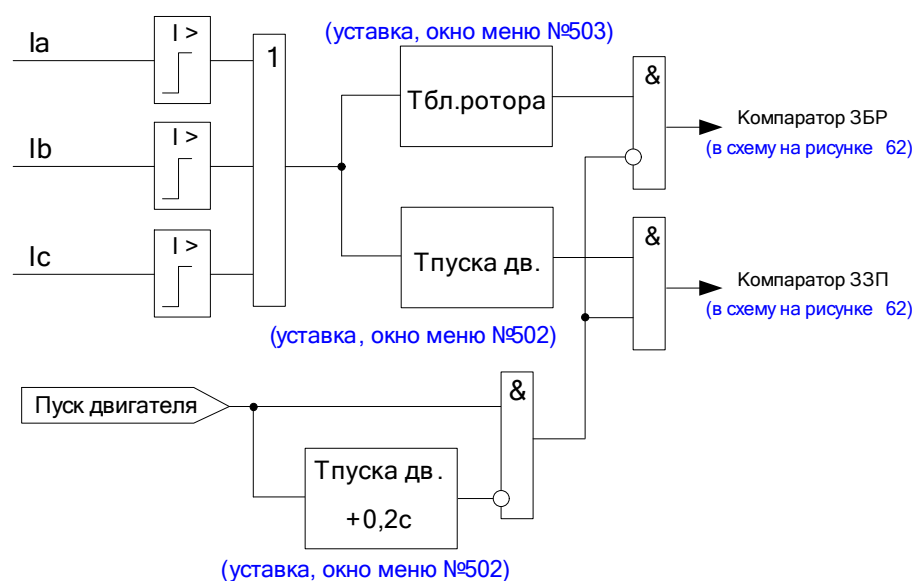 (уставка, окно меню №503)
Ia
I >
1
Тбл.ротора
&
Компаратор ЗБР
(в схему на рисунке 62)
Ib
I >
Ic
I >
Тпуска дв.
&
Компаратор ЗЗП
(в схему на рисунке 62)
(уставка, окно меню №502)
Пуск двигателя
&
Тпуска дв.
+0,2с
(уставка, окно меню №502)